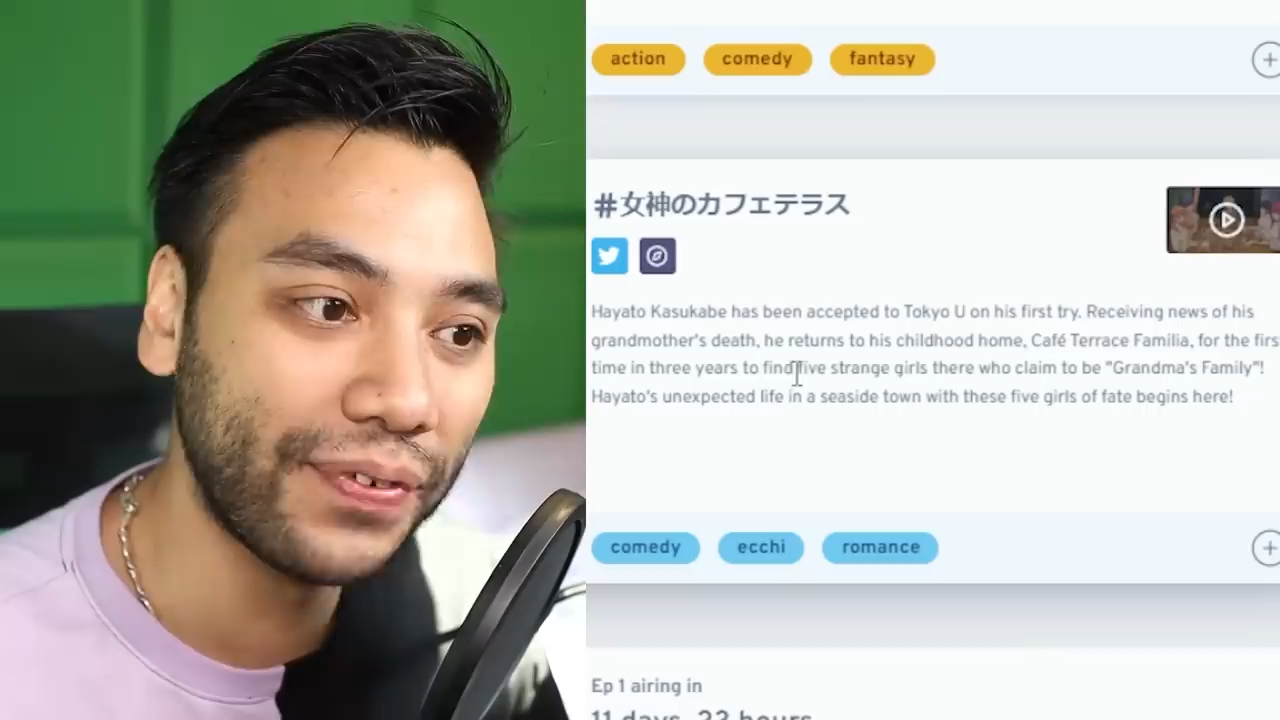 action comedy fantasy
#女神のカフェテラス
Hayato Kasukabe has been accepted to Tokyo U on his first try. Receiving news of his
grandmother's death, he returns to his childhood home, Café Terrace Familia, for the firs
time in three years to find five strange girls there who claim to be "Grandma's Family"!
Hayato's unexpected life in a seaside town with these five girls of fate begins here!
comedy ecchi romance
Ep 1 airing in
11 days, 23 hours